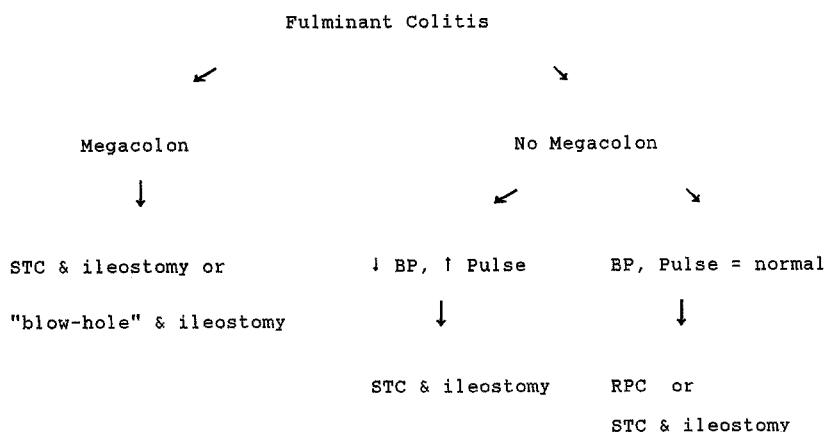 Fulminant Colitis
Megacolon
No Megacolon
STC & ileostomy or
"blow-hole" & ileostomy
↓ BP, ↑ Pulse
BP, Pulse = normal
STC & ileostomy
RPC or
STC & ileostomy